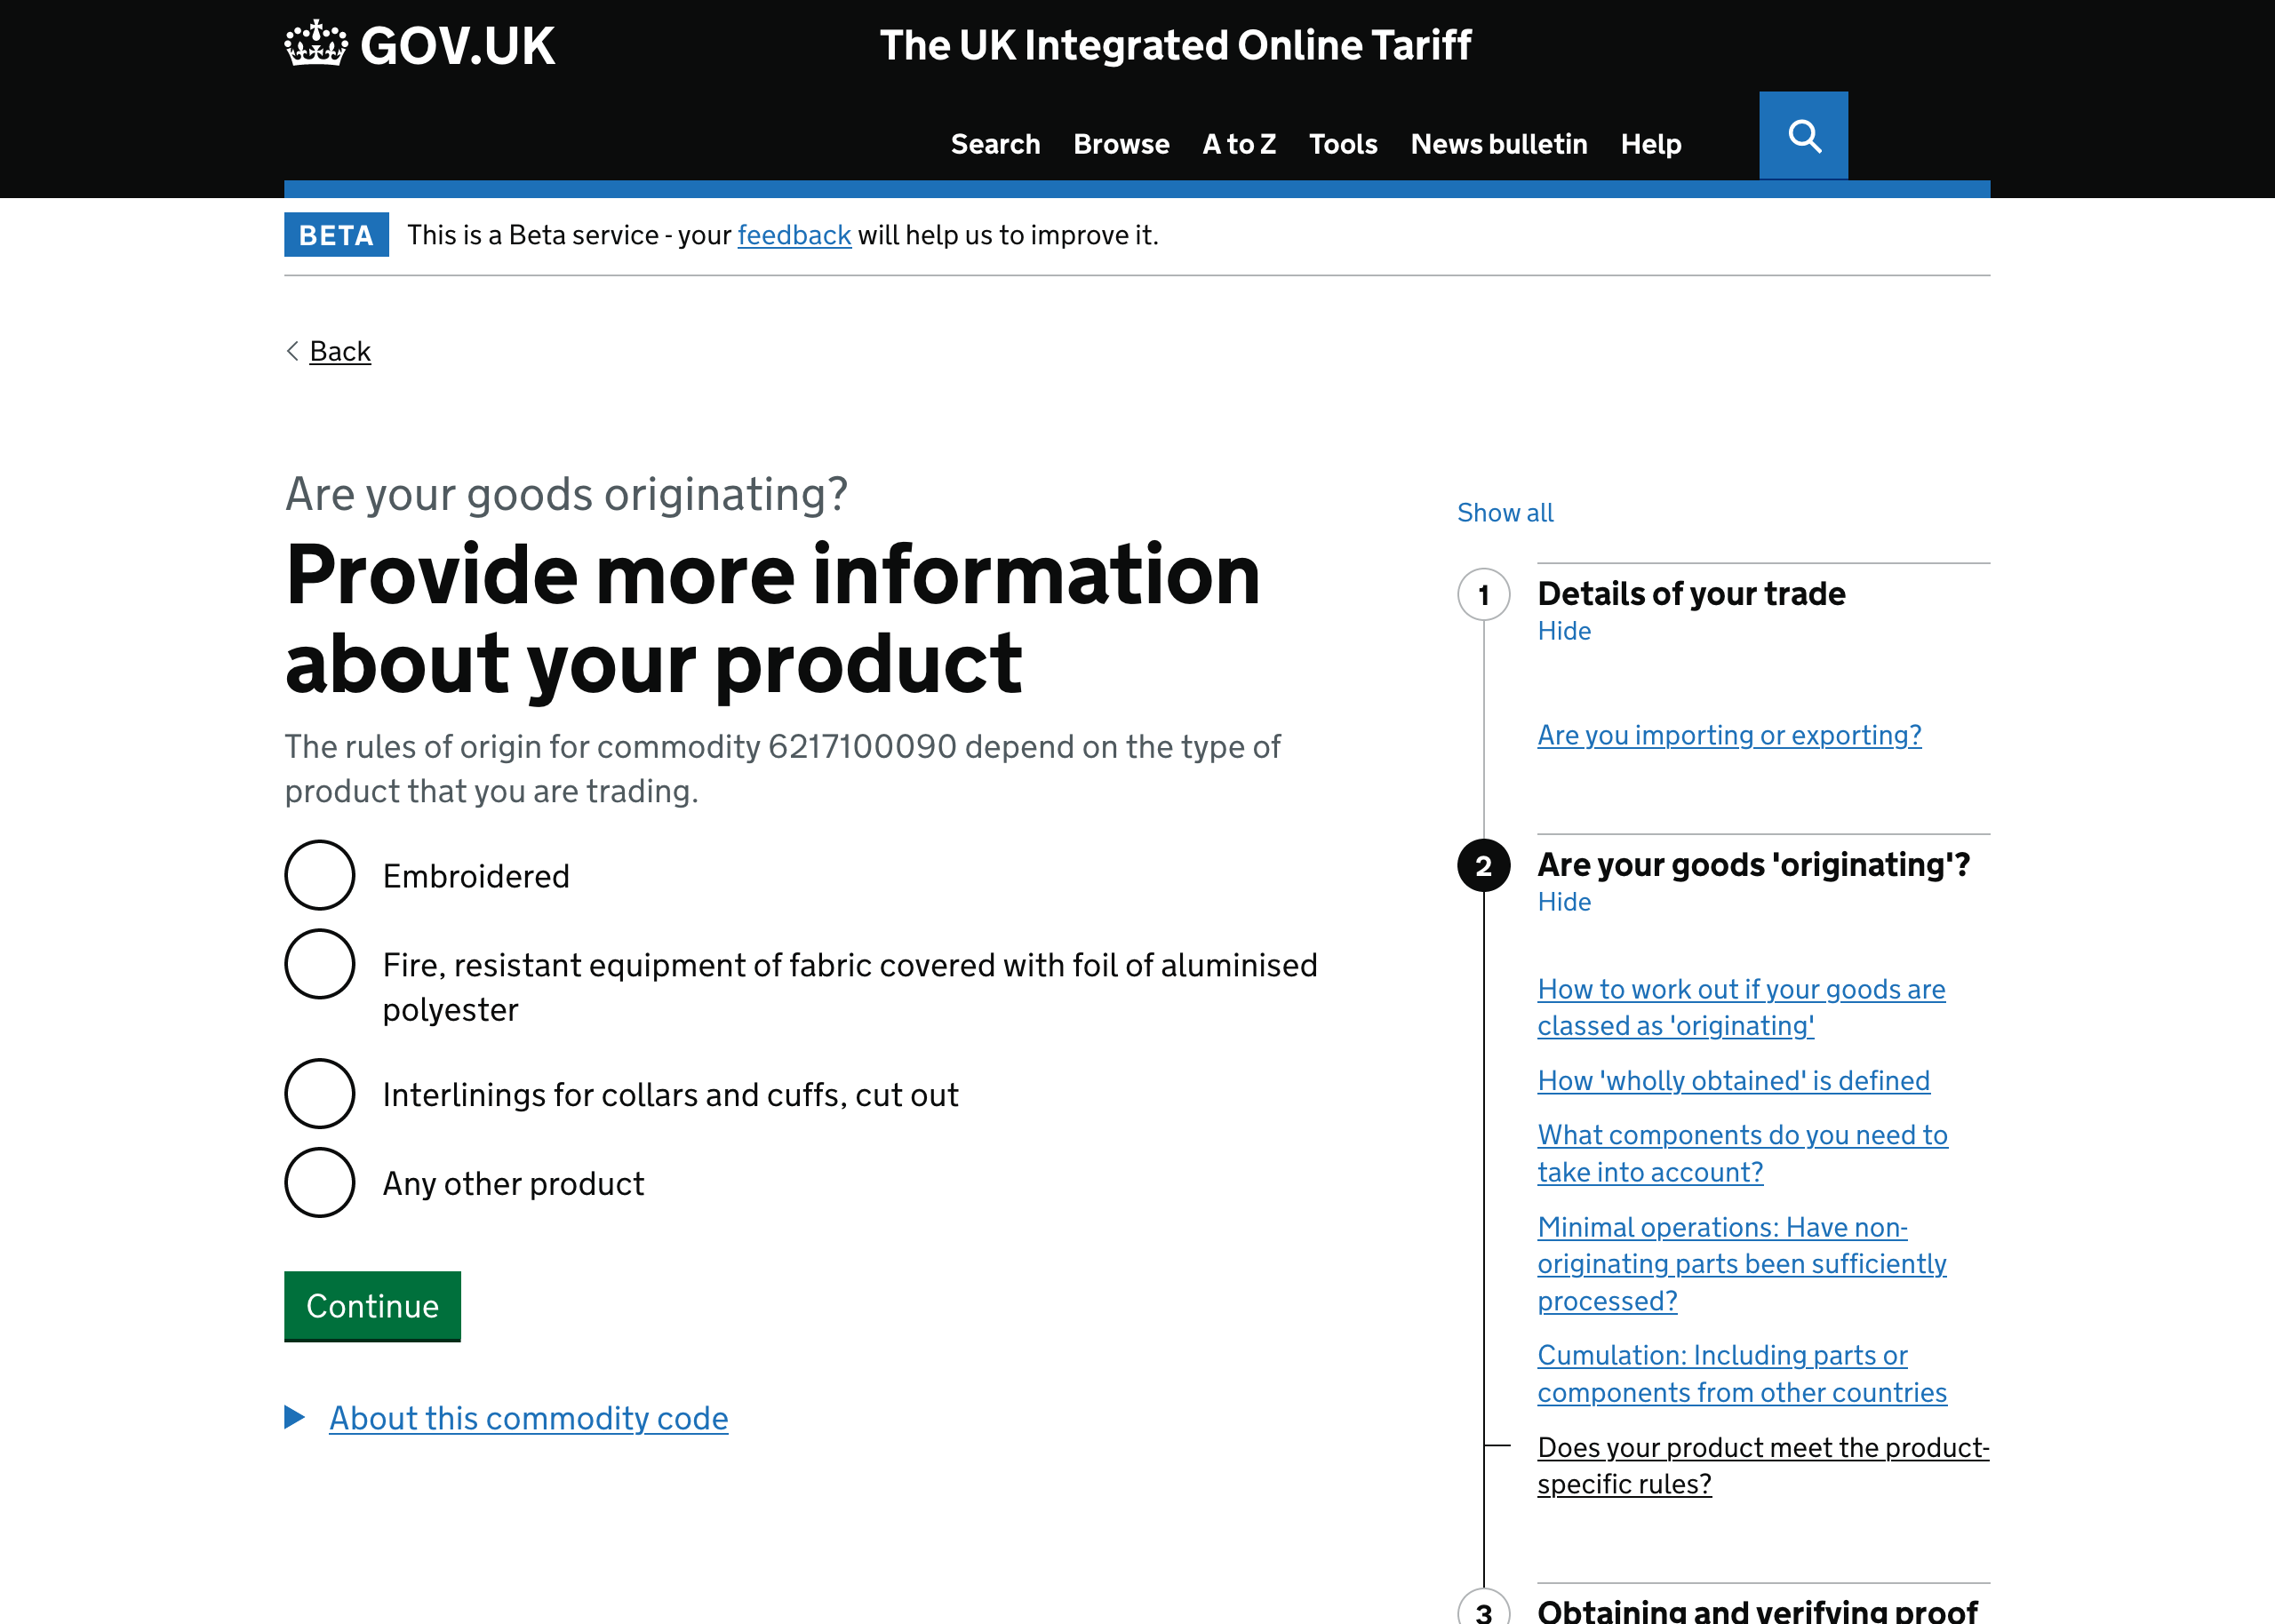 GOV.UK
The UK Integrated Online Tariff
Search Browse A to Z Tools News bulletin Help
BETA This is a Beta service - your feedback will help us to improve it.
Back
Are your goods originating?
Provide more information
about your product
The rules of origin for commodity 6217100090 depend on the type of
product that you are trading.
Embroidered
Fire, resistant equipment of fabric covered with foil of aluminised
polyester
Interlinings for collars and cuffs, cut out
Any other product
Continue
About this commodity code
Show all
1 Details of your trade
Hide
Are you importing or exporting?
2 Are your goods 'originating'?
Hide
How to work out if your goods are
classed as 'originating'
How 'wholly obtained' is defined
What components do you need to
take into account?
Minimal operations: Have non-
originating parts been sufficiently
processed?
Cumulation: Including parts or
components from other countries
Does your product meet the product-
specific rules?
3 Obtaining and verifying proof